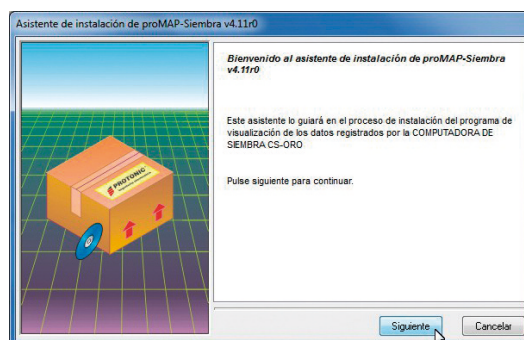 Asistente de instalación de proMAP-Siembra v4.11r0
Bienvenido al asistente de instalación de proMAP-Siembra
v4.11r0
Este asistente lo guiará en el proceso de instalación del programa de
visualización de los datos registrados por la COMPUTADORA DE
SIEMBRA CS-ORO
Pulse siguiente para continuar.
PROTONIC
Siguiente
Cancelar